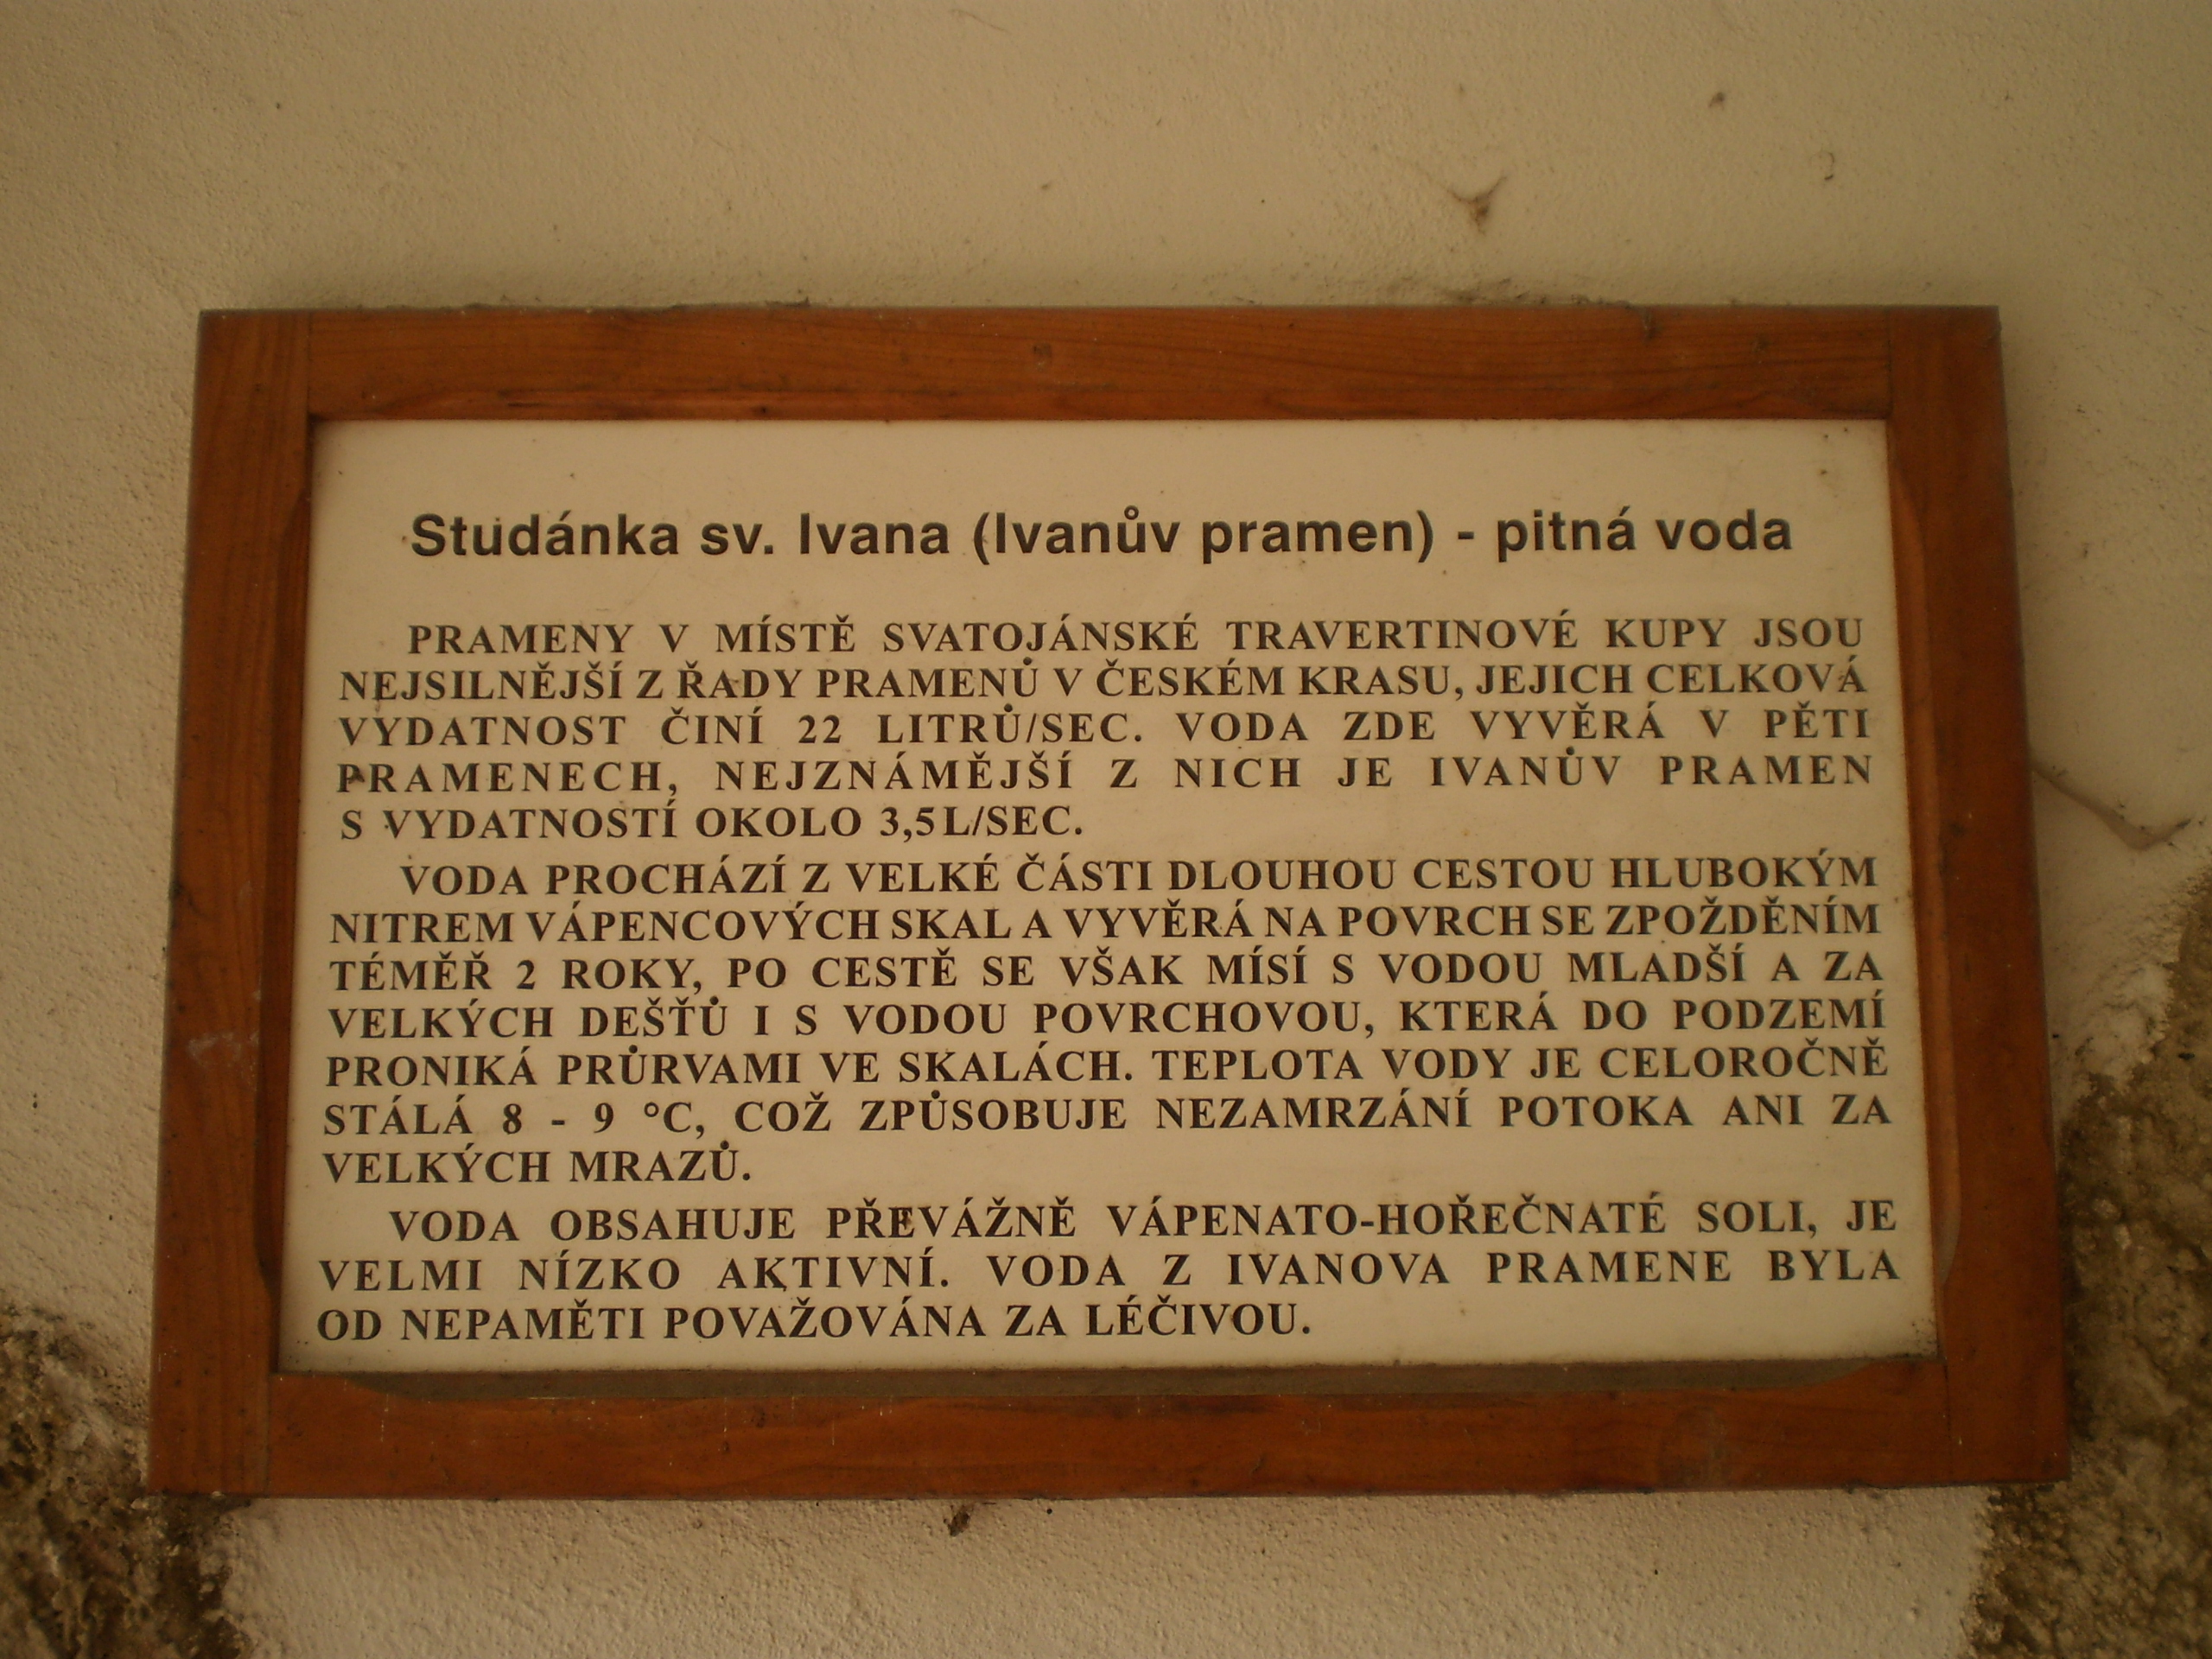 Studánka sv. Ivana (Ivanův pramen) - pitná voda
PRAMENY V MÍSTĚ SVATOJÁNSKÉ TRAVERTINOVÉ KUPY JSOU
NEJSILNĚJŠÍ Z ŘADY PRAMENŮ V ČESKÉM KRASU, JEJICH CELKOVÁ
VYDATNOST ČINÍ 22 LITRŮ/SEC. VODA ZDE VYVĚRÁ V PĚTI
PRAMENECH, NEJZNÁMĚJŠÍ Z NICH JE IVANŮV PRAMEN
S VYDATNOSTÍ OKOLO 3,5 L/SEC.
VODA PROCHÁZÍ Z VELKÉ ČÁSTI DLOUHOU CESTOU HLUBOKÝM
NITREM VÁPENCOVÝCH SKAL A VYVĚRÁ NA POVRCH SE ZPOŽDĚNÍM
TÉMĚŘ 2 ROKY, PO CESTĚ SE VŠAK MÍSÍ S VODOU MLADŠÍ A ZA
VELKÝCH DEŠŤŮ I S VODOU POVRCHOVOU, KTERÁ DO PODZEMÍ
PRONIKÁ PRŮRVAMI VE SKALÁCH. TEPLOTA VODY JE CELOROČNĚ
STÁLÁ 8 - 9 °C, COŽ ZPŮSOBUJE NEZAMRZÁNÍ POTOKA ANI ZA
VELKÝCH MRAZŮ.
VODA OBSAHUJE PŘEVÁŽNĚ VÁPENATO-HOŘEČNATÉ SOLI, JE
VELMI NÍZKO AKTIVNÍ. VODA Z IVANOVA PRAMENE BYLA
OD NEPAMĚTI POVAŽOVÁNA ZA LÉČIVOU.